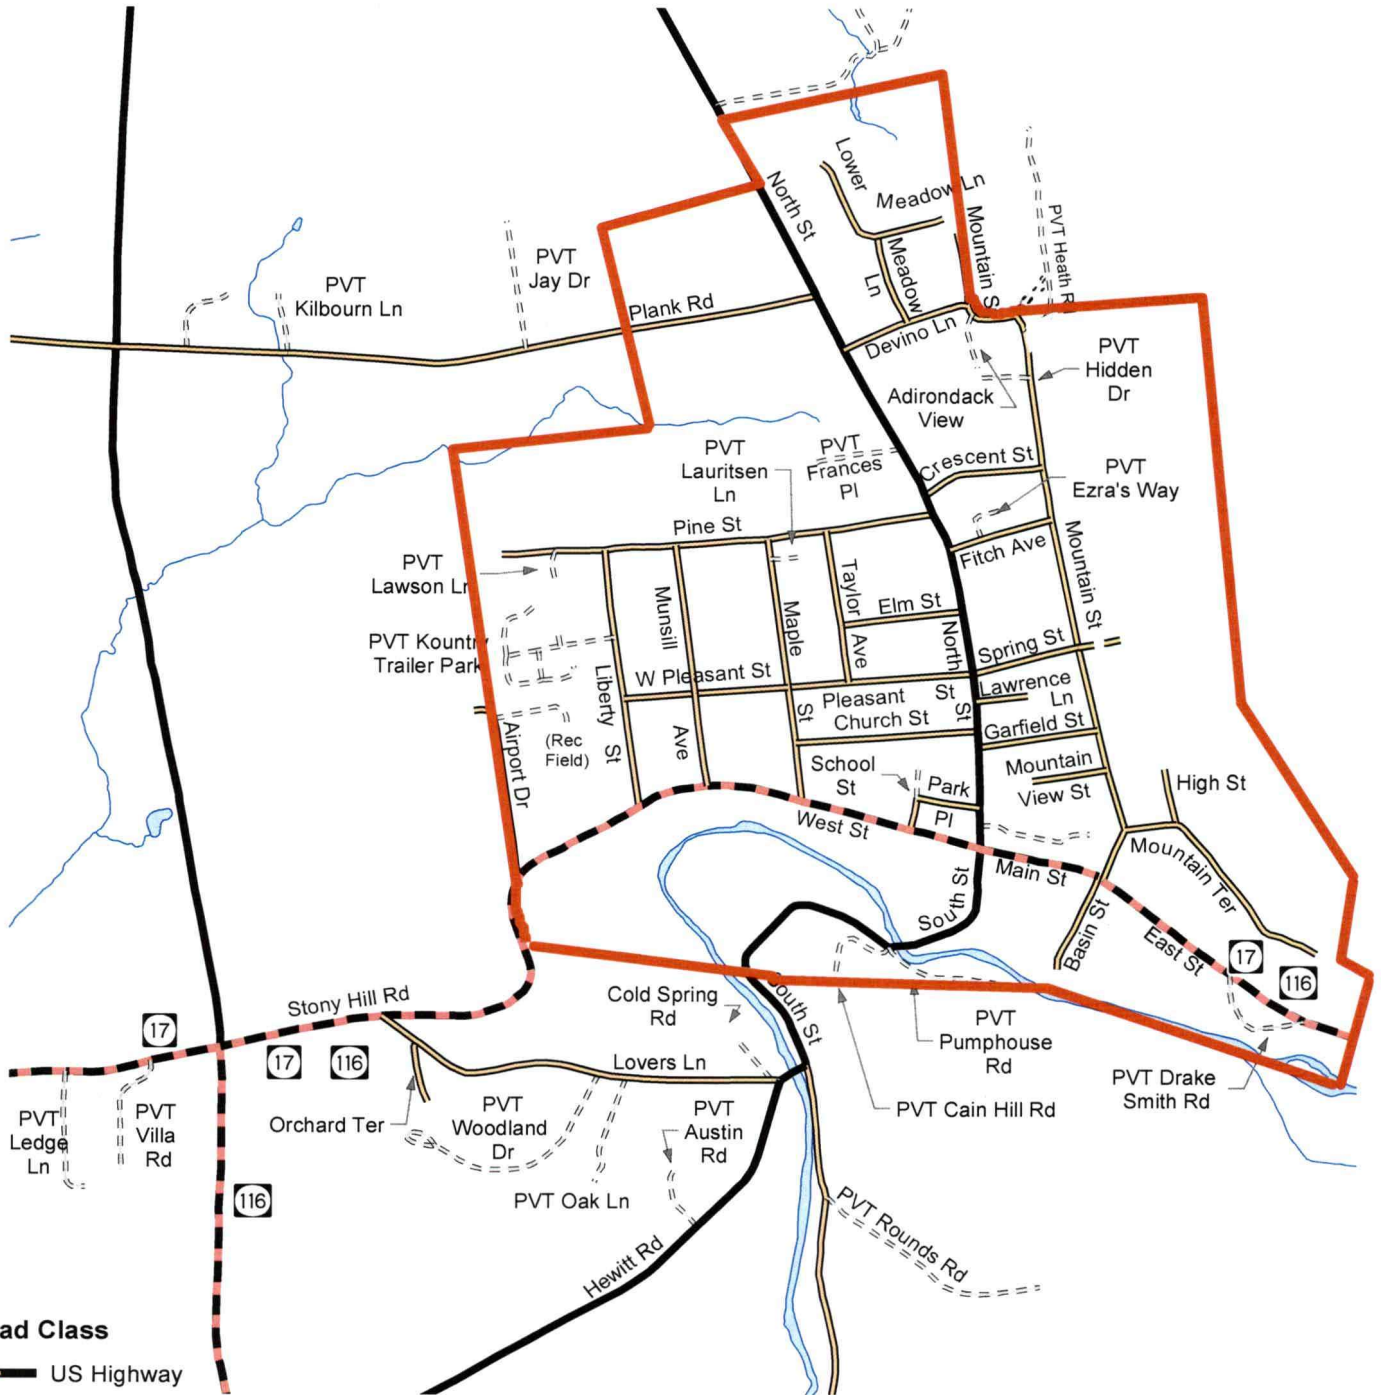 Lower
Meadow Ln
North St
Mountain St
PVT Heath R
Meadow
Ln
PVT
Jay Dr
PVT
Kilbourn Ln
Plank Rd
Devino Ln
PVT
Hidden
Dr
Adirondack
View
PVT
Lauritsen
Ln
PVT
Frances
Pl
Crescent St
PVT
Ezra's Way
Pine St
Fitch Ave
Mountain St
PVT
Lawson Ln
Munsill
Ave
Maple
St
Taylor
Ave
Elm St
North
St
PVT Kountry
Trailer Park
Liberty
St
W Pleasant St
Pleasant St
Spring St
Lawrence
Ln
Church St
Garfield St
Airport Dr
(Rec
Field)
School
St
Park
Pl
Mountain
View St
High St
West St
Main St
Mountain Ter
South St
Basin St
East St
17
116
Stony Hill Rd
Cold Spring
Rd
South St
PVT
Pumphouse
Rd
17
17
116
Lovers Ln
PVT Drake
Smith Rd
PVT Cain Hill Rd
PVT
Ledge
Ln
PVT
Villa
Rd
Orchard Ter
PVT
Woodland
Dr
PVT
Austin
Rd
116
PVT Oak Ln
PVT Rounds Rd
Hewitt Rd
ad Class
US Highway